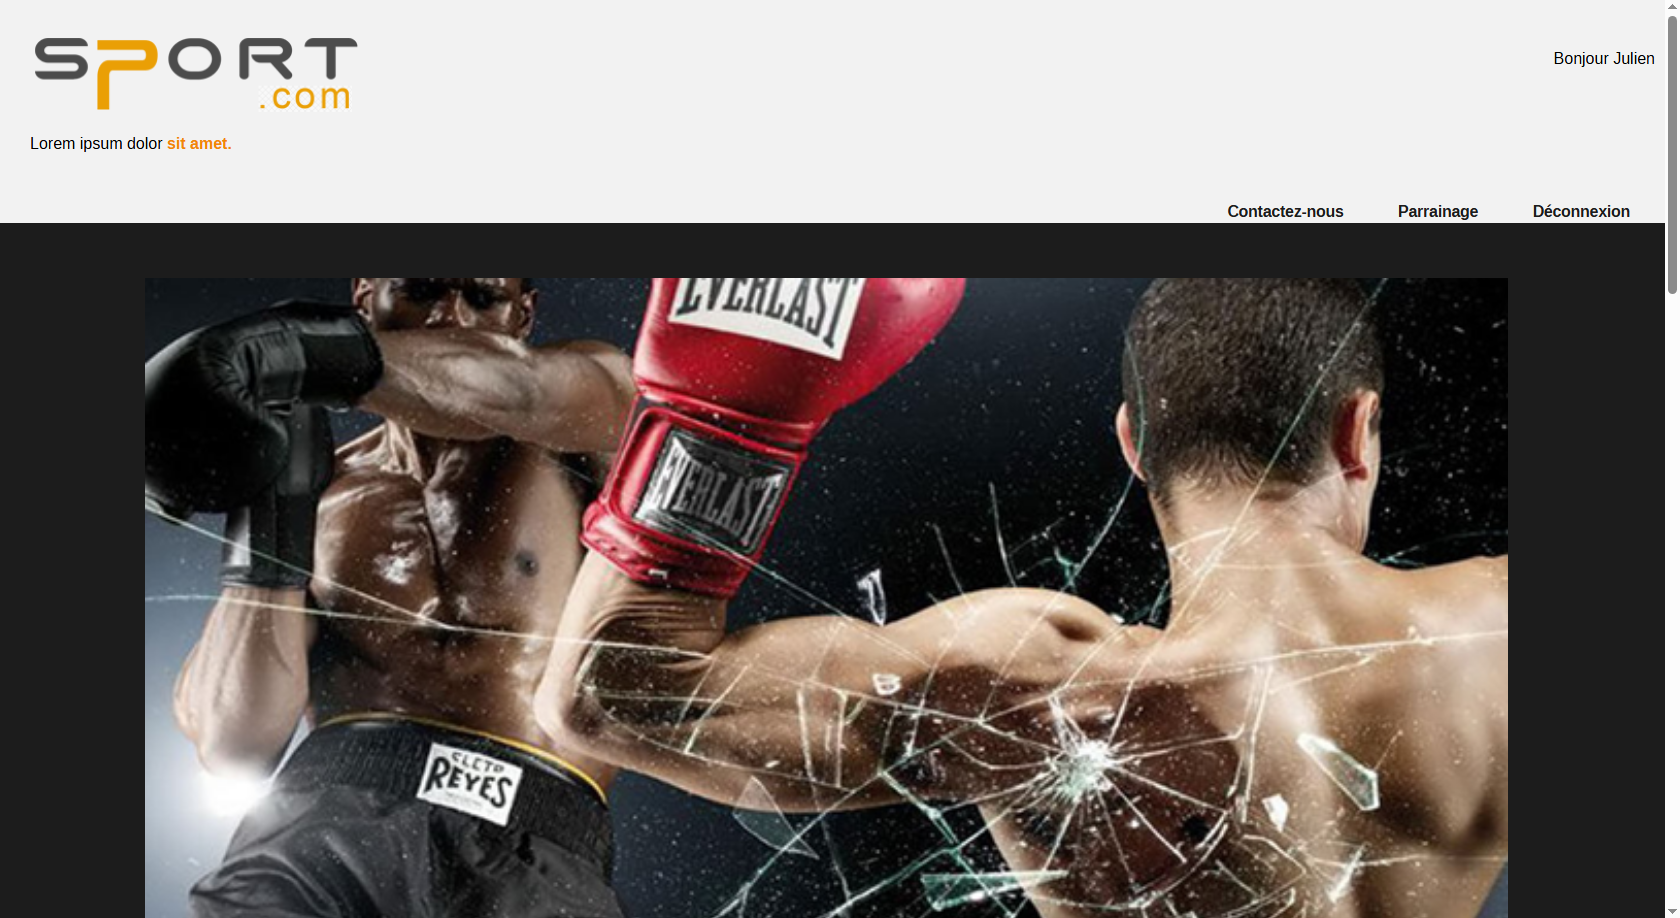 SPORT
.com
Bonjour Julien
Lorem ipsum dolor sit amet.
Contactez-nous Parrainage Déconnexion
EVERLAST
EVERLAST
CLETO
REYES